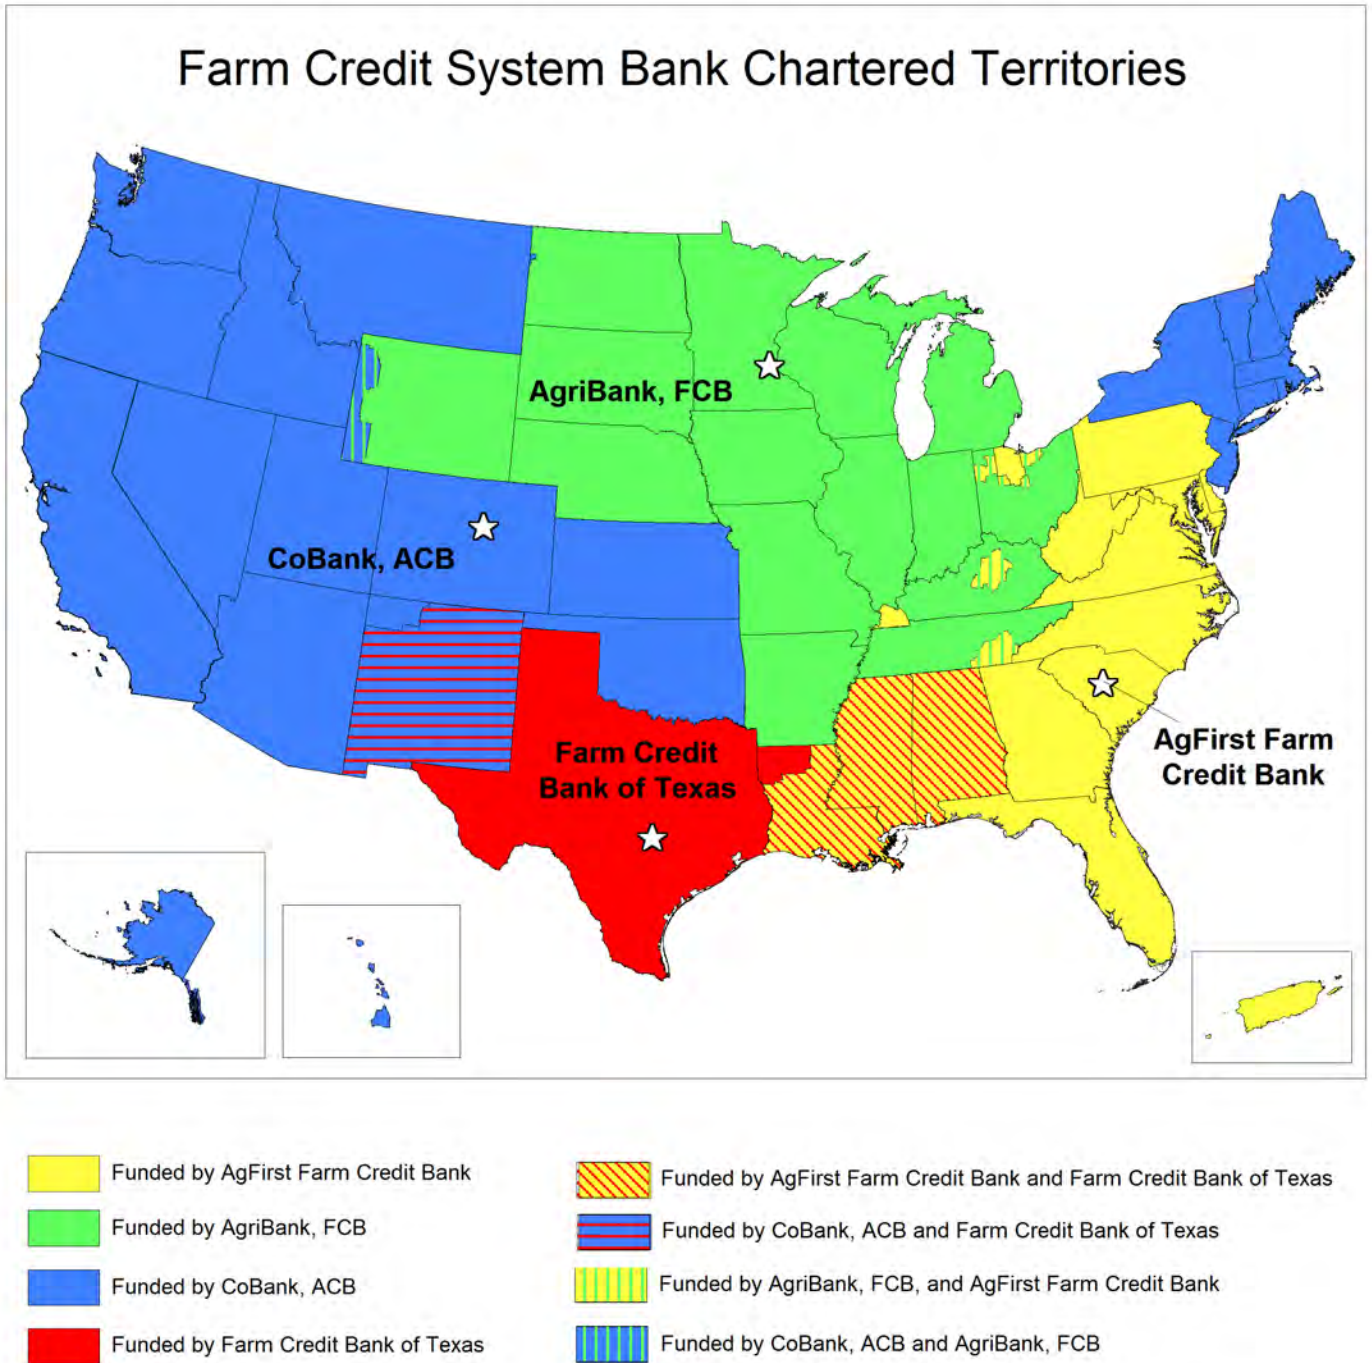 Farm Credit System Bank Chartered Territories
AgriBank, FCB
CoBank, ACB
Farm Credit
Bank of Texas
AgFirst Farm
Credit Bank
Funded by AgFirst Farm Credit Bank
Funded by AgriBank, FCB
Funded by CoBank, ACB
Funded by Farm Credit Bank of Texas
Funded by AgFirst Farm Credit Bank and Farm Credit Bank of Texas
Funded by CoBank, ACB and Farm Credit Bank of Texas
Funded by AgriBank, FCB, and AgFirst Farm Credit Bank
Funded by CoBank, ACB and AgriBank, FCB